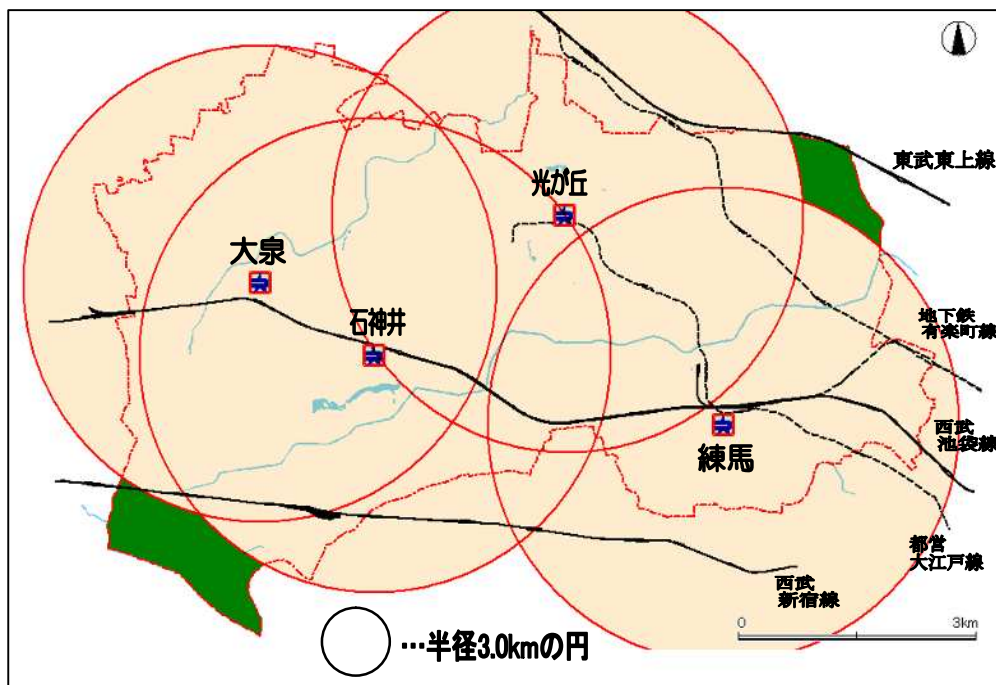 東武東上線
光が丘
大泉
石神井
地下鉄
有楽町線
練馬
西武
池袋線
都営
大江戸線
西武
新宿線
0 3km
…半径3.0kmの円